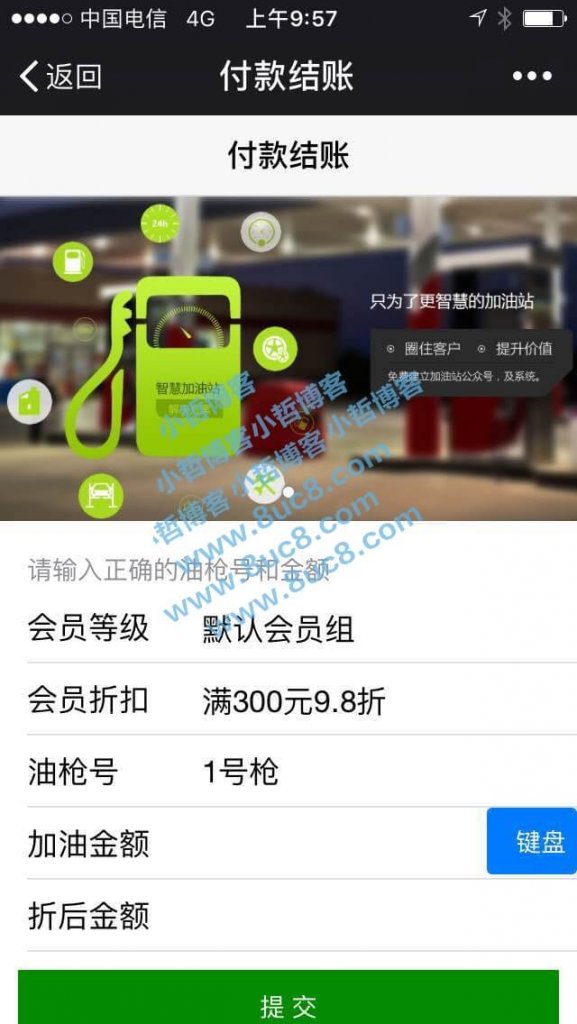 中国电信 4G 上午9:57
返回 付款结账
付款结账
24h
只为了更智慧的加油站
圈住客户 提升价值
免费建立加油站公众号，及系统。
智慧加油站
小哲博客小哲博客
哲博客小哲博客小哲博客
www.8uc8.com
www.8uc8.com
请输入正确的油枪号和金额
会员等级 默认会员组
会员折扣 满300元9.8折
油枪号 1号枪
加油金额 键盘
折后金额
提交